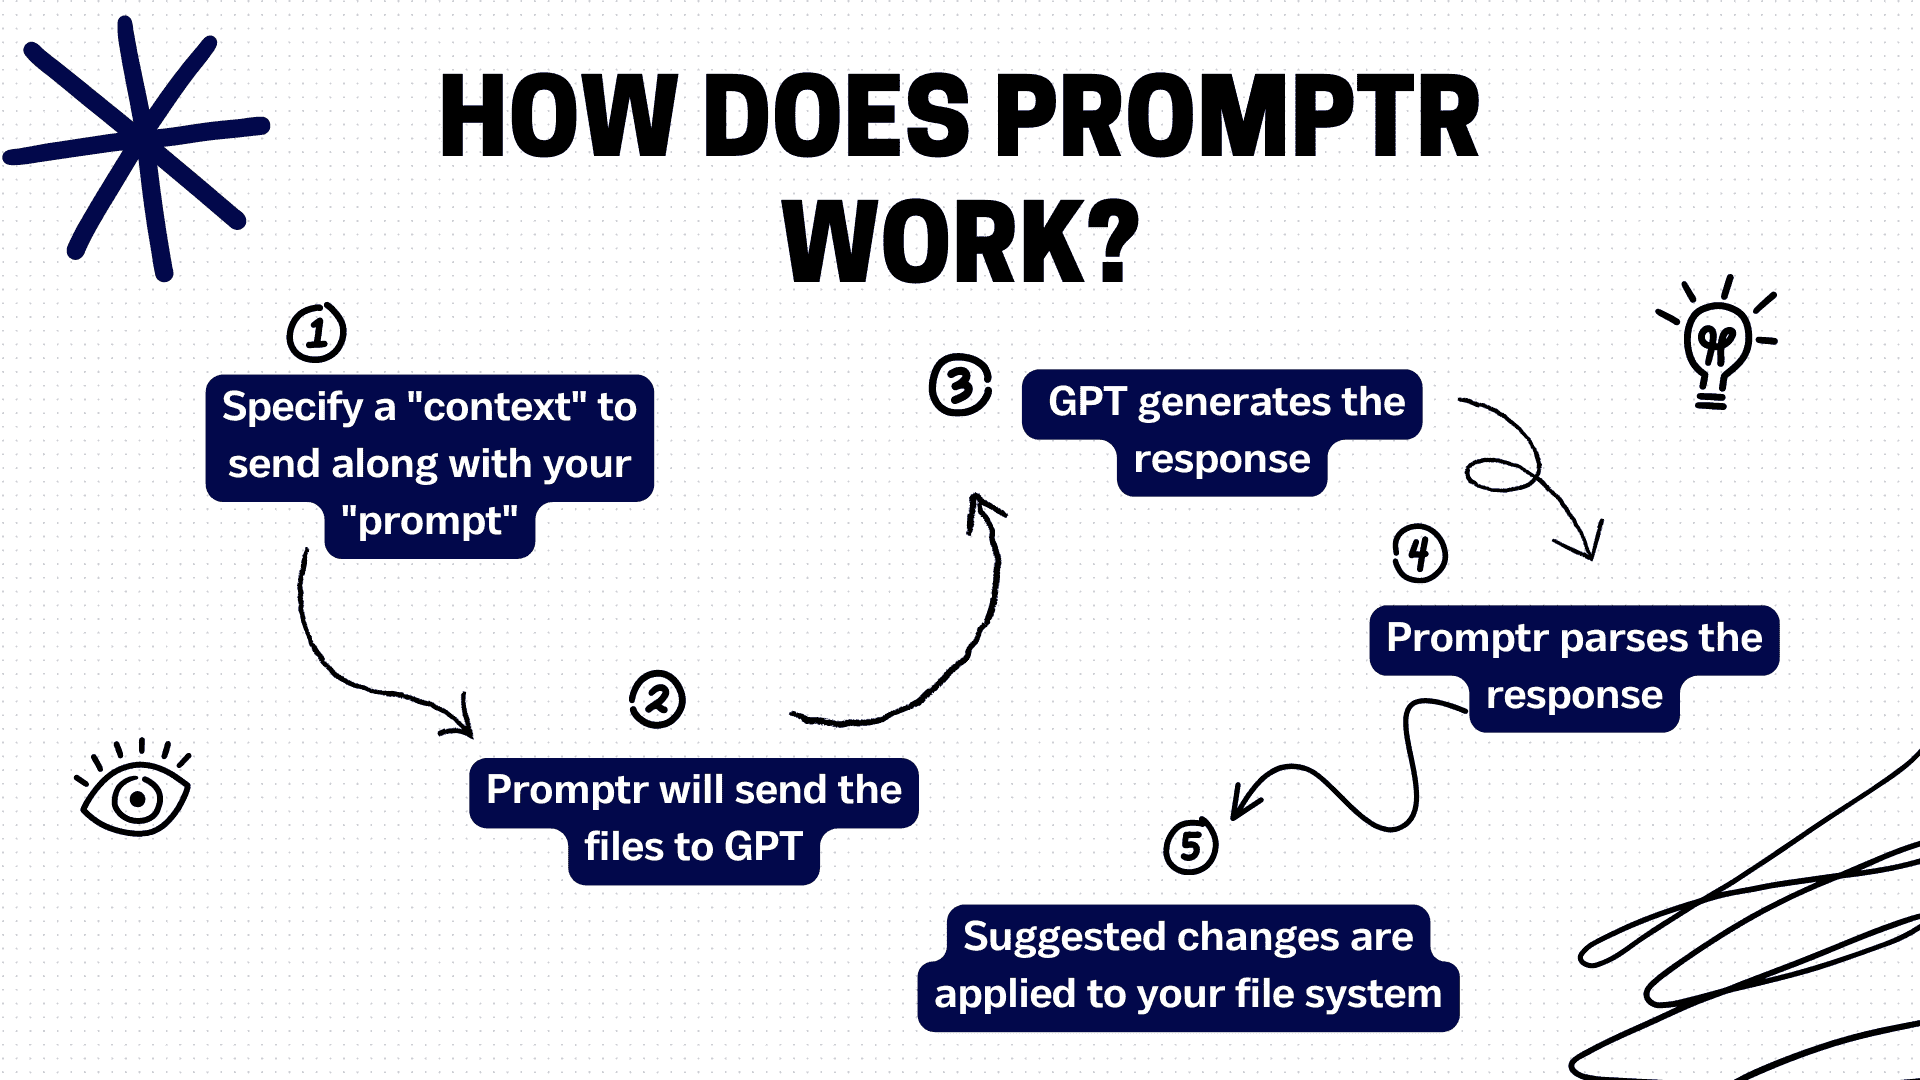 HOW DOES PROMPTR
WORK?
1
Specify a "context" to
send along with your
"prompt"
2
Promptr will send the
files to GPT
3
GPT generates the
response
4
Promptr parses the
response
5
Suggested changes are
applied to your file system